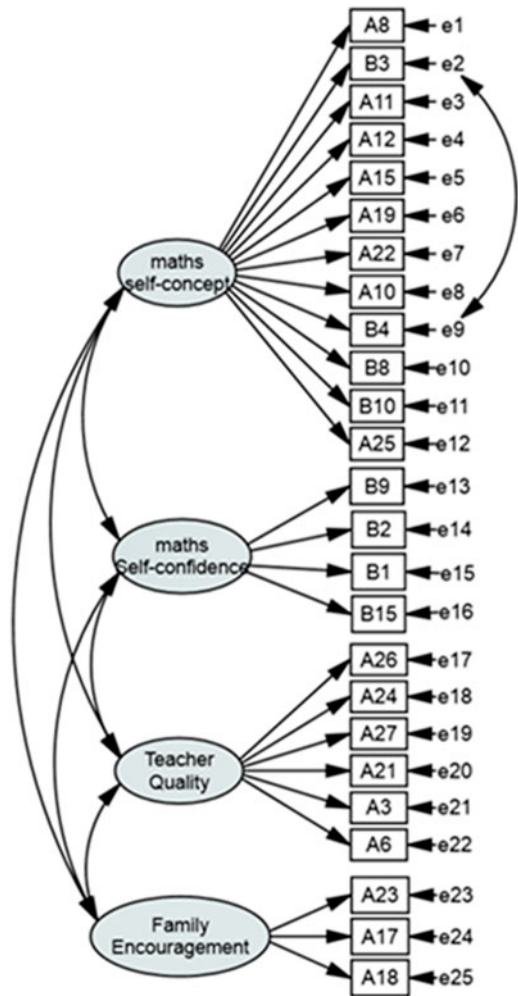 A8 e1
B3 e2
A11 e3
A12 e4
A15 e5
A19 e6
A22 e7
A10 e8
B4 e9
B8 e10
B10 e11
A25 e12
maths
self-concept
B9 e13
B2 e14
B1 e15
B15 e16
maths
Self-confidence
A26 e17
A24 e18
A27 e19
A21 e20
A3 e21
A6 e22
Teacher
Quality
A23 e23
A17 e24
A18 e25
Family
Encouragement